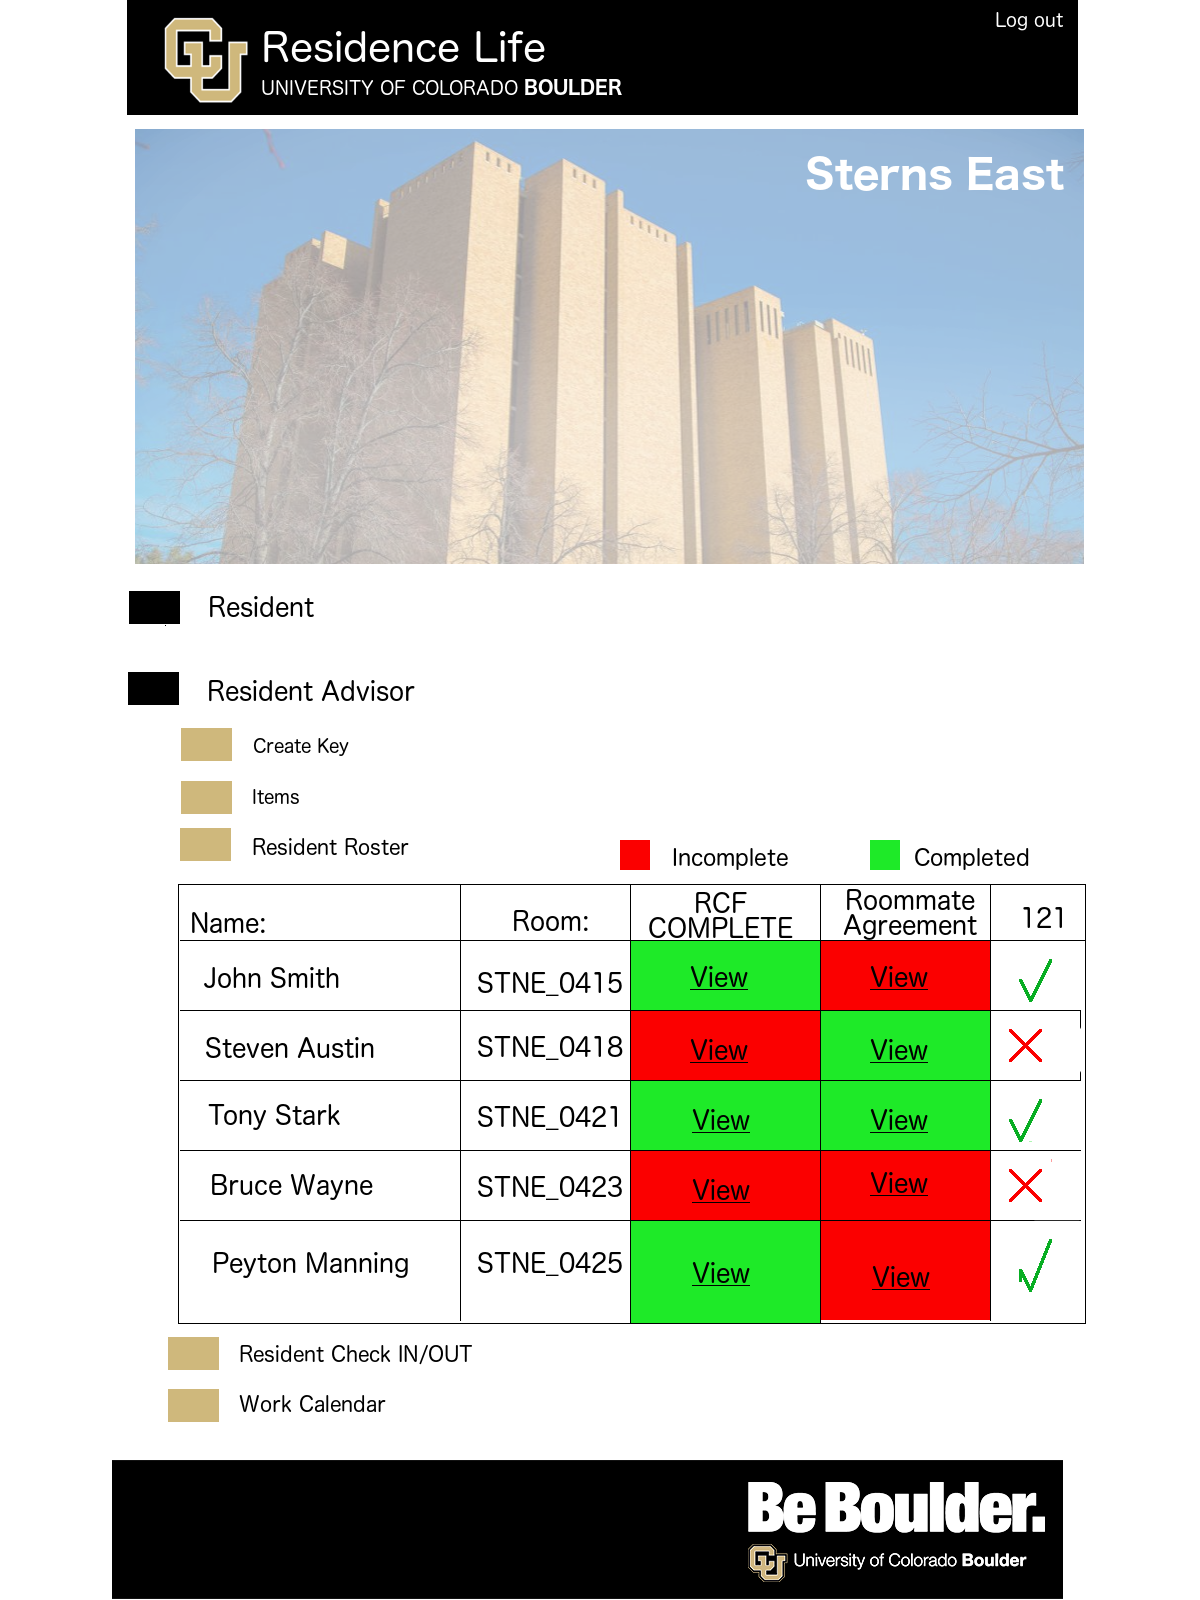 Log out
Residence Life
UNIVERSITY OF COLORADO BOULDER
Sterns East
Resident
Resident Advisor
Create Key
Items
Resident Roster
Incomplete Completed
Name: Room: RCF COMPLETE Roommate Agreement 121
John Smith STNE_0415 View View
Steven Austin STNE_0418 View View
Tony Stark STNE_0421 View View
Bruce Wayne STNE_0423 View View
Peyton Manning STNE_0425 View View
Resident Check IN/OUT
Work Calendar
Be Boulder.
University of Colorado Boulder